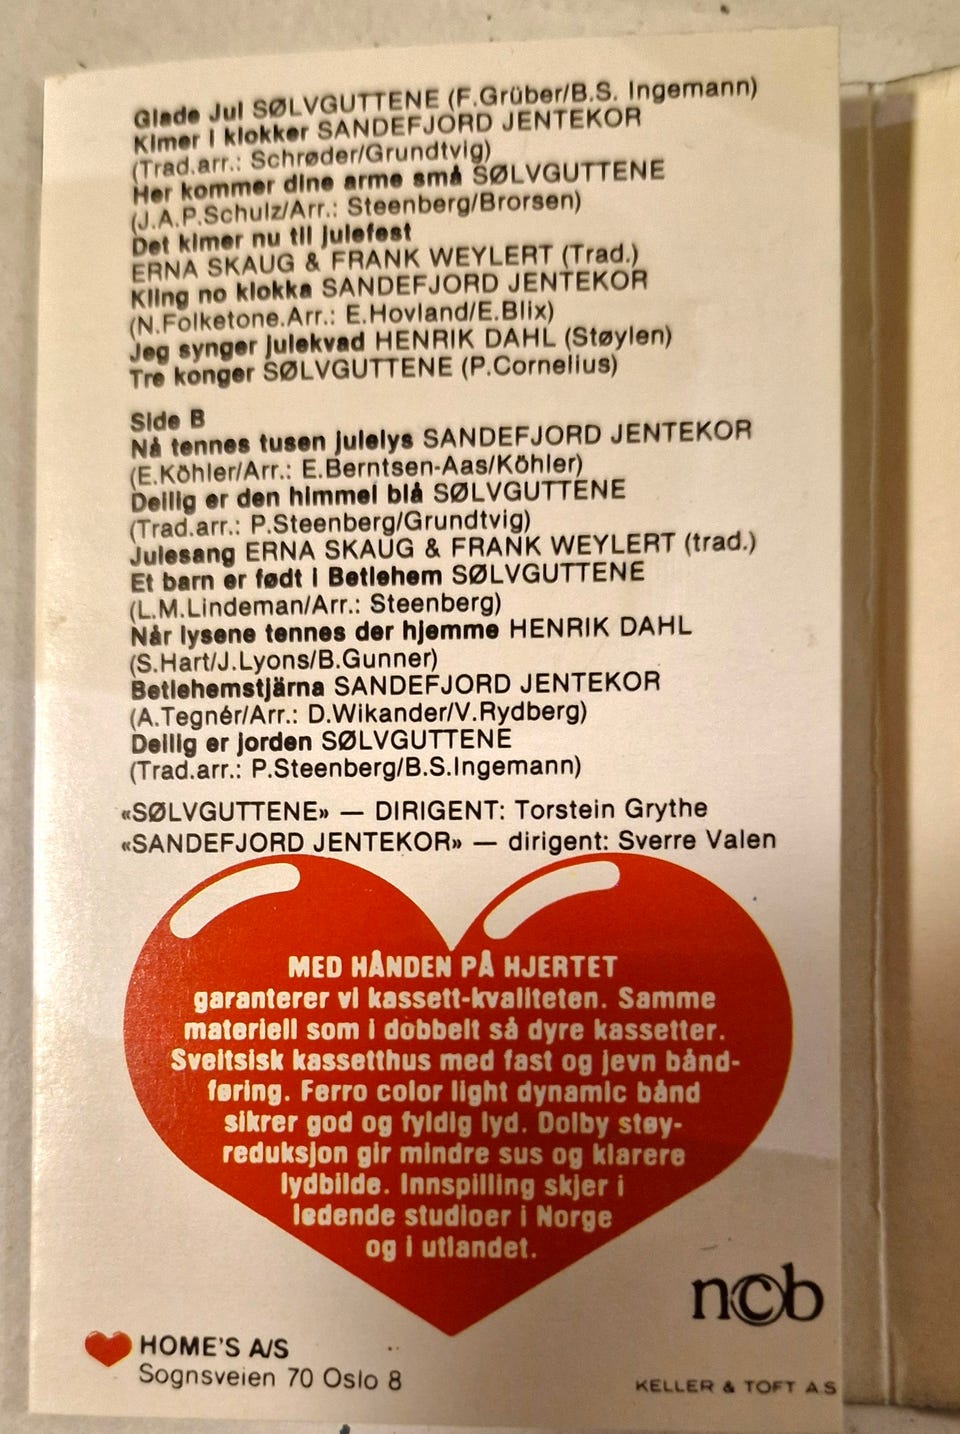 Glade Jul SØLVGUTTENE (F.Grüber/B.S. Ingemann)
Kimer i klokker SANDEFJORD JENTEKOR
(Trad.arr.: Schrøder/Grundtvig)
Her kommer dine arme små SØLVGUTTENE
(J.A.P.Schulz/Arr.: Steenberg/Brorsen)
Det kimer nu til julefest
ERNA SKAUG & FRANK WEYLERT (Trad.)
Kling no klokka SANDEFJORD JENTEKOR
(N.Folketone.Arr.: E.Hovland/E.Blix)
Jeg synger julekvad HENRIK DAHL (Støylen)
Tre konger SØLVGUTTENE (P.Cornelius)
Side B
Nå tennes tusen julelys SANDEFJORD JENTEKOR
(E.Köhler/Arr.: E.Berntsen-Aas/Köhler)
Deilig er den himmel blå SØLVGUTTENE
(Trad.arr.: P.Steenberg/Grundtvig)
Julesang ERNA SKAUG & FRANK WEYLERT (trad.)
Et barn er født i Betlehem SØLVGUTTENE
(L.M.Lindeman/Arr.: Steenberg)
Når lysene tennes der hjemme HENRIK DAHL
(S.Hart/J.Lyons/B.Gunner)
Betlehemstjärna SANDEFJORD JENTEKOR
(A.Tegnér/Arr.: D.Wikander/V.Rydberg)
Deilig er jorden SØLVGUTTENE
(Trad.arr.: P.Steenberg/B.S.Ingemann)
«SØLVGUTTENE» — DIRIGENT: Torstein Grythe
«SANDEFJORD JENTEKOR» — dirigent: Sverre Valen
MED HÅNDEN PÅ HJERTET
garanterer vi kassett-kvaliteten. Samme
materiell som i dobbelt så dyre kassetter.
Sveitsisk kassetthus med fast og jevn bånd-
føring. Ferro color light dynamic bånd
sikrer god og fyldig lyd. Dolby støy-
reduksjon gir mindre sus og klarere
lydbilde. Innspilling skjer i
ledende studioer i Norge
og i utlandet.
ncb
HOME'S A/S
Sognsveien 70 Oslo 8
KELLER & TOFT A.S